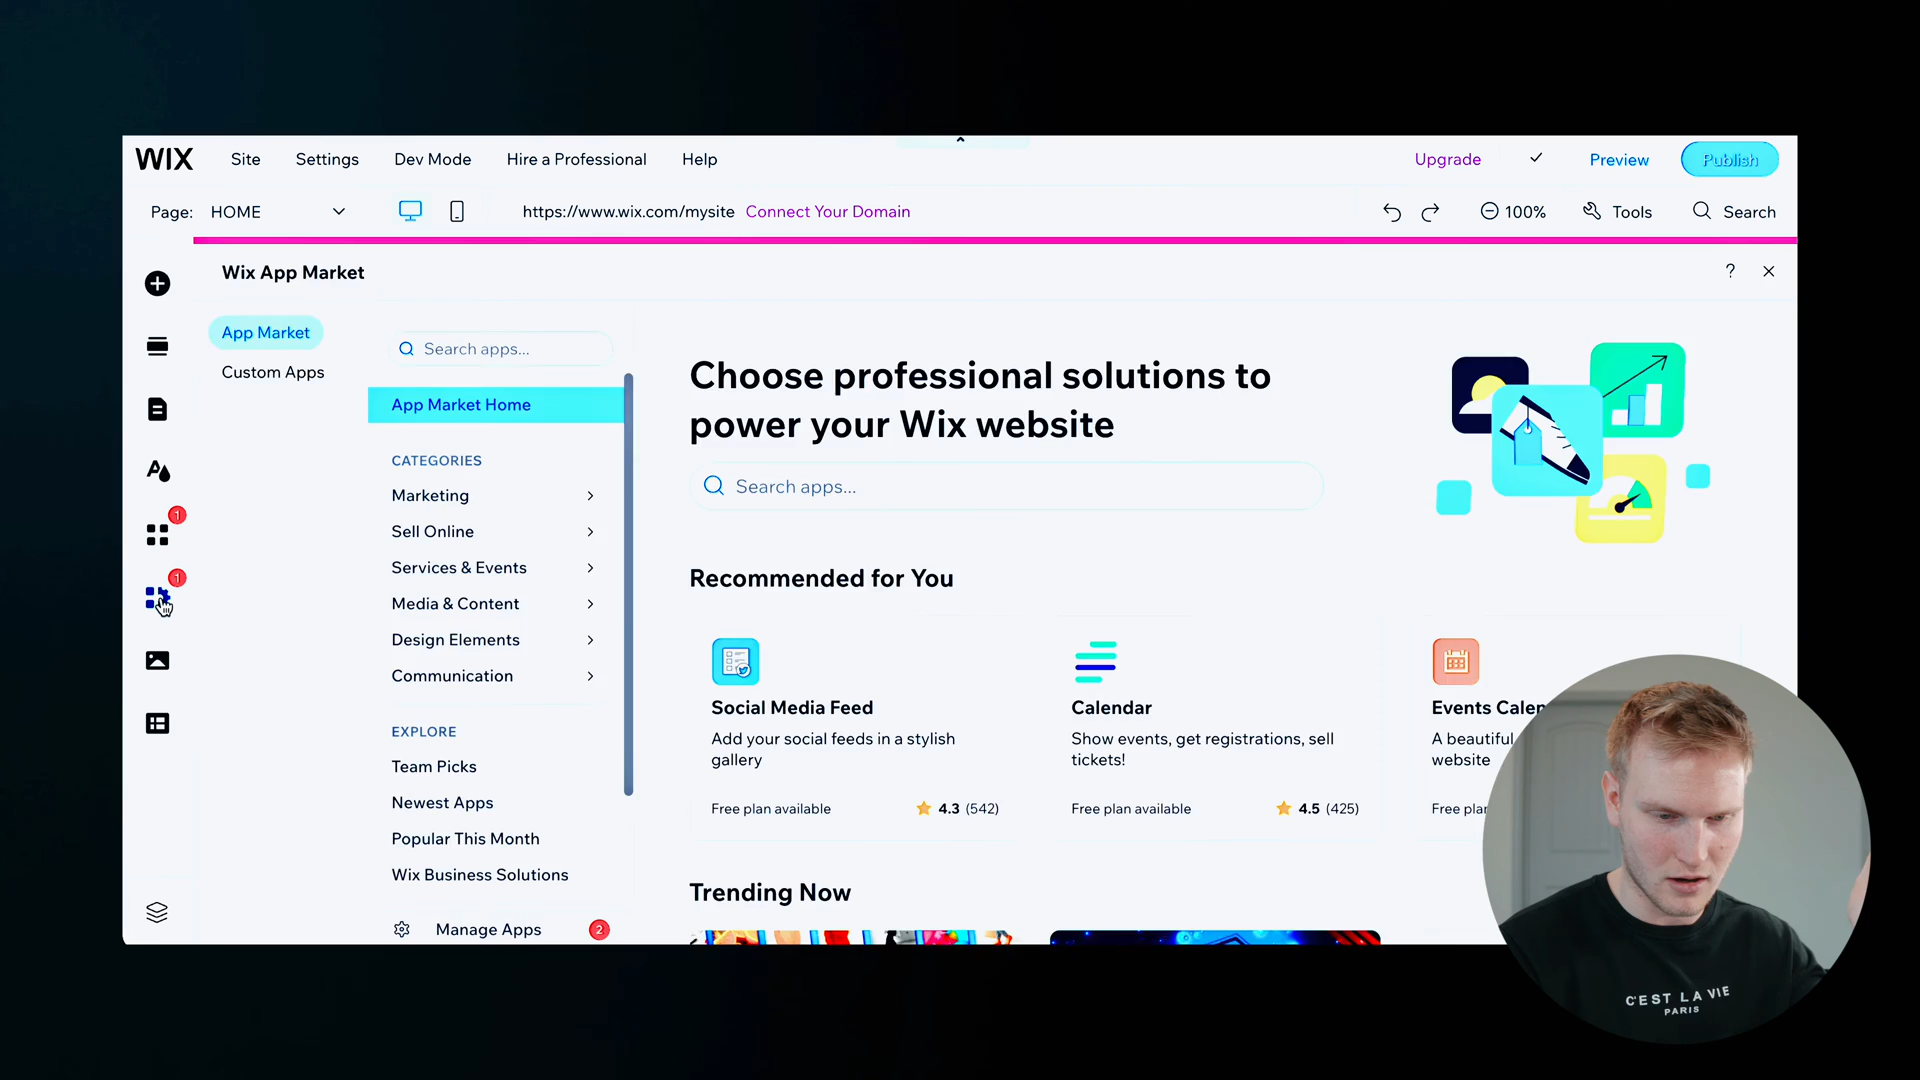 WIX Site Settings Dev Mode Hire a Professional Help Upgrade Preview Publish
Page: HOME https://www.wix.com/mysite Connect Your Domain 100% Tools Search
Wix App Market ?
App Market
Custom Apps
Search apps...
App Market Home
CATEGORIES
Marketing
Sell Online
Services & Events
Media & Content
Design Elements
Communication
EXPLORE
Team Picks
Newest Apps
Popular This Month
Wix Business Solutions
Manage Apps 2
1
1
Choose professional solutions to
power your Wix website
Search apps...
Recommended for You
Social Media Feed
Add your social feeds in a stylish
gallery
Free plan available 4.3 (542)
Calendar
Show events, get registrations, sell
tickets!
Free plan available 4.5 (425)
Events
A beautiful
website
Free
Trending Now
C'EST LA VIE
PARIS